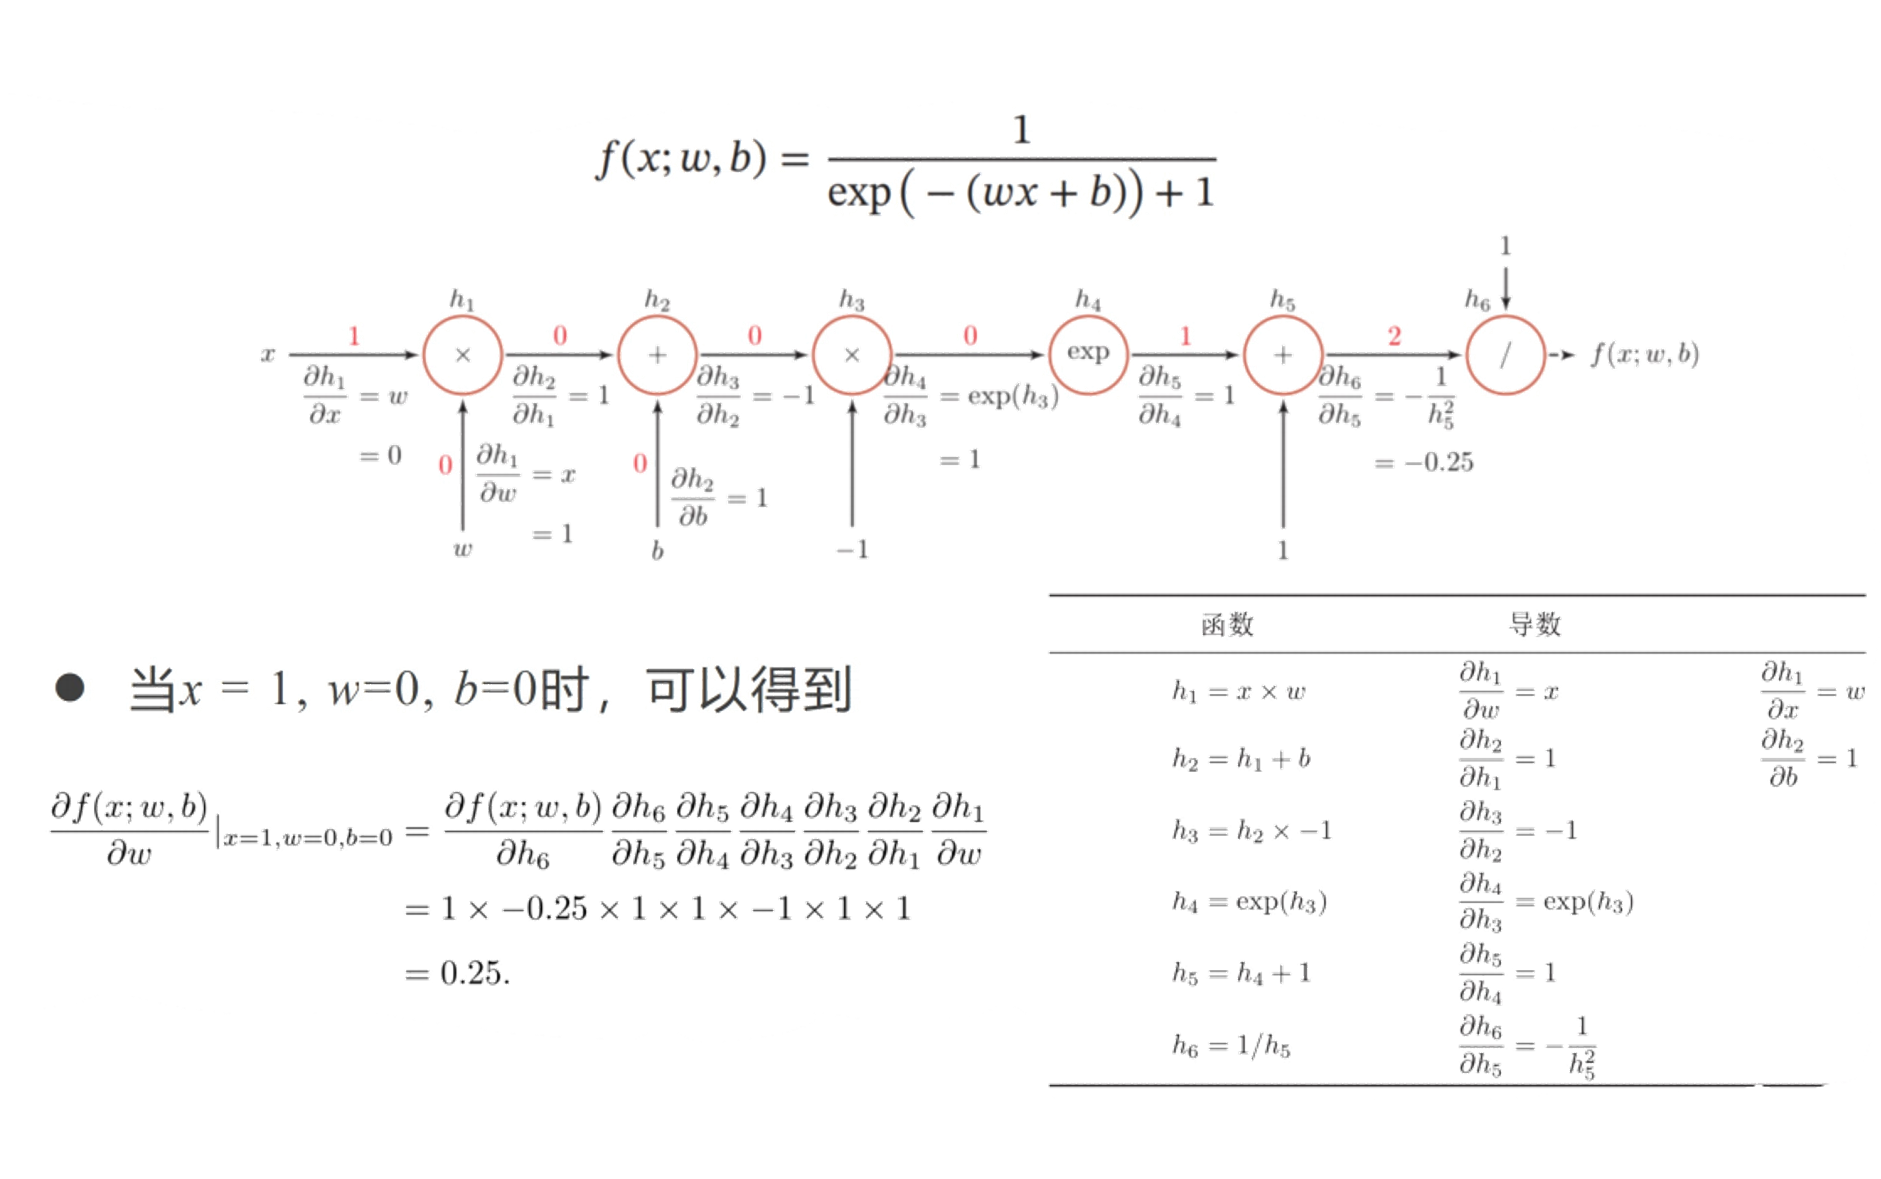 f(x; w, b) = 1 / (exp(−(wx + b)) + 1)
1
h₁ h₂ h₃ h₄ h₅ h₆
x 1 × 0 + 0 × 0 exp 1 + 2 / f(x; w, b)
∂h₁/∂x = w ∂h₂/∂h₁ = 1 ∂h₃/∂h₂ = −1 ∂h₄/∂h₃ = exp(h₃) ∂h₅/∂h₄ = 1 ∂h₆/∂h₅ = −1/h₅²
= 0 0 ∂h₁/∂w = x 0 ∂h₂/∂b = 1 = 1 = −0.25
= 1
w b −1 1
函数 导数
h₁ = x × w ∂h₁/∂w = x ∂h₁/∂x = w
h₂ = h₁ + b ∂h₂/∂h₁ = 1 ∂h₂/∂b = 1
h₃ = h₂ × −1 ∂h₃/∂h₂ = −1
h₄ = exp(h₃) ∂h₄/∂h₃ = exp(h₃)
h₅ = h₄ + 1 ∂h₅/∂h₄ = 1
h₆ = 1/h₅ ∂h₆/∂h₅ = −1/h₅²
● 当x = 1, w=0, b=0时，可以得到
∂f(x; w, b)/∂w |x=1,w=0,b=0 = ∂f(x; w, b)/∂h₆ ∂h₆/∂h₅ ∂h₅/∂h₄ ∂h₄/∂h₃ ∂h₃/∂h₂ ∂h₂/∂h₁ ∂h₁/∂w
= 1 × −0.25 × 1 × 1 × −1 × 1 × 1
= 0.25.